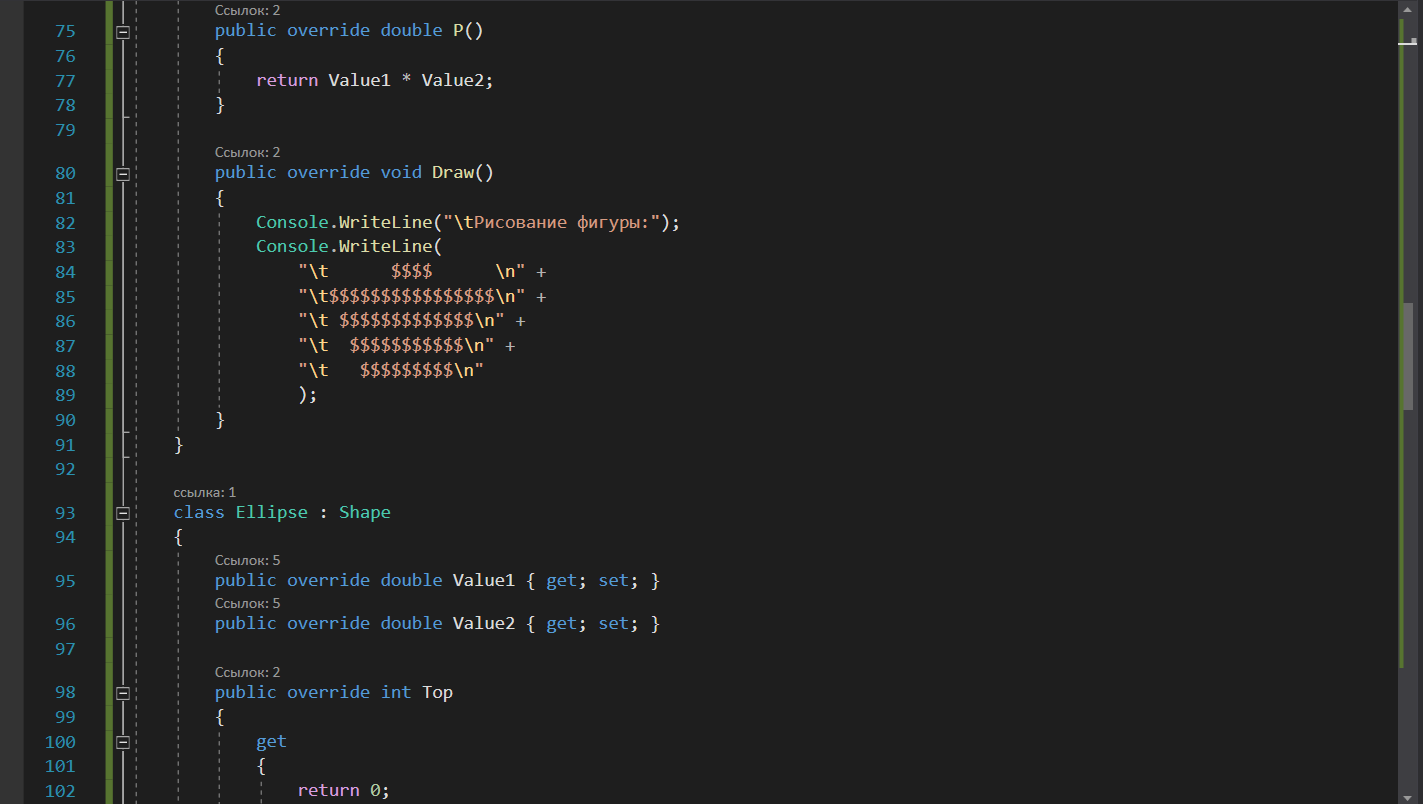 Ссылок: 2
75 public override double P()
76 {
77 return Value1 * Value2;
78 }
79
Ссылок: 2
80 public override void Draw()
81 {
82 Console.WriteLine("\tРисование фигуры:");
83 Console.WriteLine(
84 "\t      $$$$      \n" +
85 "\t$$$$$$$$$$$$$$$$\n" +
86 "\t $$$$$$$$$$$$$\n" +
87 "\t  $$$$$$$$$$$\n" +
88 "\t   $$$$$$$$$\n"
89 );
90 }
91 }
92
ссылка: 1
93 class Ellipse : Shape
94 {
Ссылок: 5
95 public override double Value1 { get; set; }
Ссылок: 5
96 public override double Value2 { get; set; }
97
Ссылок: 2
98 public override int Top
99 {
100 get
101 {
102 return 0;